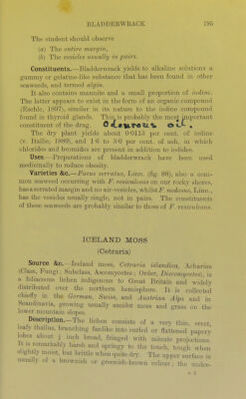 BLADDERWRACK 195
The student should observe
(a) The entire margin,
(b) The vesicles usually in pairs.
Constituents.—Bladderwrack yields to alkaline solutions a
gummy or gelatine-like substance that has been found in other
seaweeds, and termed algin.
It also contains mannite and a small proportion of iodine.
The latter appears to exist in the form of an organic compound
(Eschle, 1897), similar in its nature to the iodine compound
found in thyroid glands. This is probably the most important
constituent of the drug. Odourous oil.
The dry plant yields about 0·0113 per cent. of iodine
(v. Itallie, 1889), and 1·6 to 3·0 per cent. of ash, in which
chlorides and bromides are present in addition to iodides.
Uses.—Preparations of bladderwrack have been used
medicinally to reduce obesity.
Varieties &c.—Fucus serratus, Linn. (fig. 98), also a com-
mon seaweed occurring with F. vesiculosus on our rocky shores,
has a serrated margin and no air-vesicles, whilst F. nodosus, Linn.,
has the vesicles usually single, not in pairs. The constituents
of these seaweeds are probably similar to those of F. vesiculosus.
ICELAND MOSS
(Cetraria)
Source &c.—Iceland moss, Cetraria islandica, Acharius
(Class, Fungi; Subclass, Ascomycetes; Order, Discomycetes), is
a foliaceous lichen indigenous to Great Britain and widely
distributed over the northern hemisphere. It is collected
chiefly in the German, Swiss, and Austrian Alps and in
Scandinavia, growing usually amidst moss and grass on the
lower mountain slopes.
Description.—The lichen consists of a very thin, erect,
leafy thallus, branching fanlike into curled or flattened papery
lobes about ½ inch broad, fringed with minute projections.
It is remarkably harsh and springy to the touch, tough when
slightly moist, but brittle when quite dry. The upper surface is
usually of a brownish or greenish-brown colour; the under-